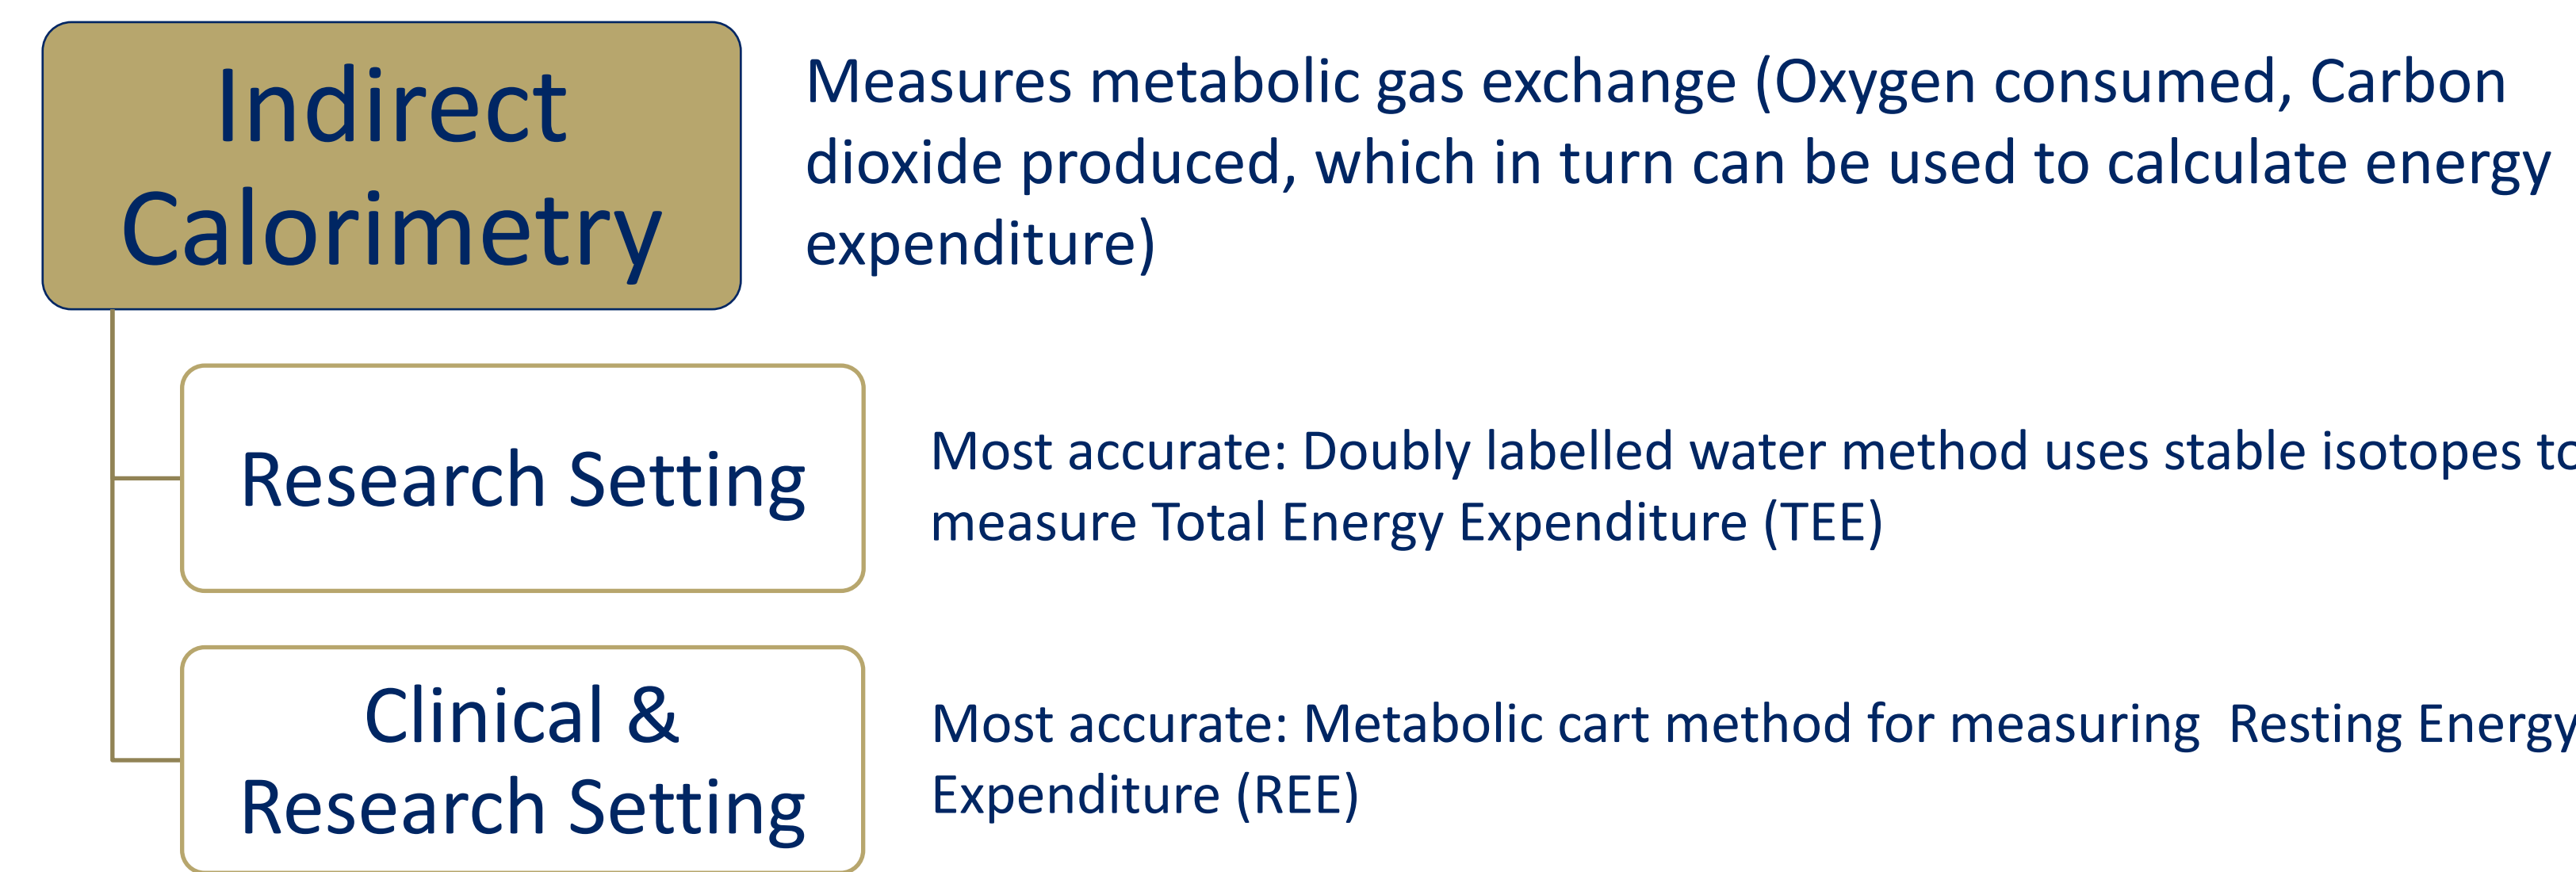 Indirect
Calorimetry
Measures metabolic gas exchange (Oxygen consumed, Carbon
dioxide produced, which in turn can be used to calculate energy
expenditure)
Research Setting
Most accurate: Doubly labelled water method uses stable isotopes to
measure Total Energy Expenditure (TEE)
Clinical &
Research Setting
Most accurate: Metabolic cart method for measuring  Resting Energy
Expenditure (REE)